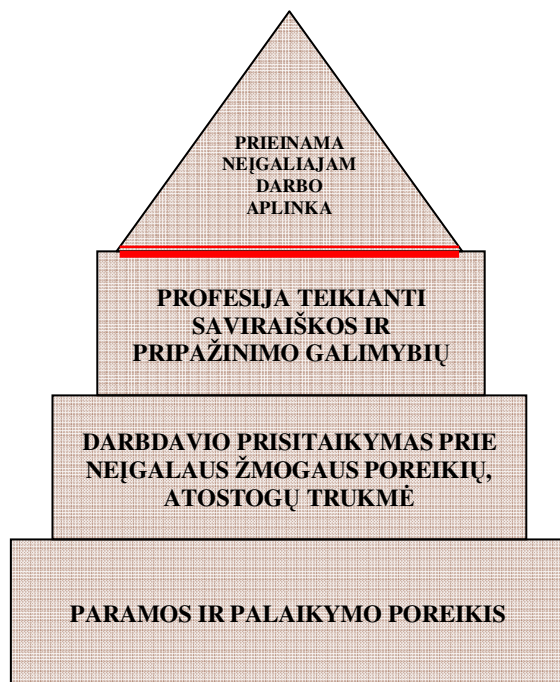 PRIEINAMA
NEĮGALIAJAM
DARBO
APLINKA
PROFESIJA TEIKIANTI
SAVIRAIŠKOS IR
PRIPAŽINIMO GALIMYBIŲ
DARBDAVIO PRISITAIKYMAS PRIE
NEĮGALAUS ŽMOGAUS POREIKIŲ,
ATOSTOGŲ TRUKMĖ
PARAMOS IR PALAIKYMO POREIKIS